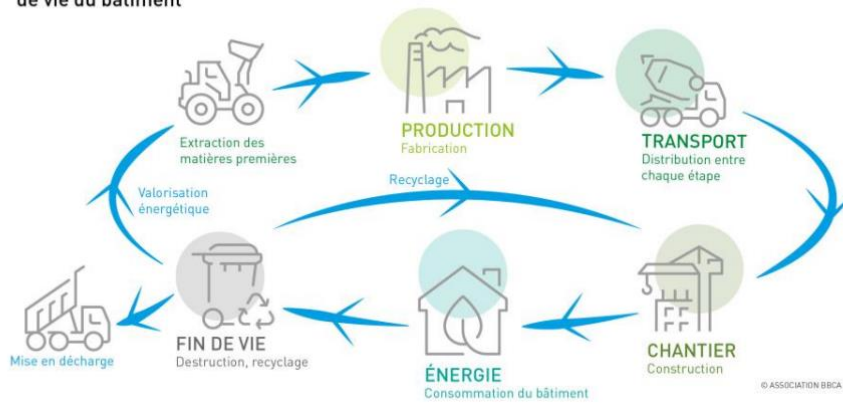 de vie du bâtiment
Extraction des
matières premières
PRODUCTION
Fabrication
TRANSPORT
Distribution entre
chaque étape
Valorisation
énergétique
Recyclage
Mise en décharge
FIN DE VIE
Destruction, recyclage
ÉNERGIE
Consommation du bâtiment
CHANTIER
Construction
© ASSOCIATION BBCA